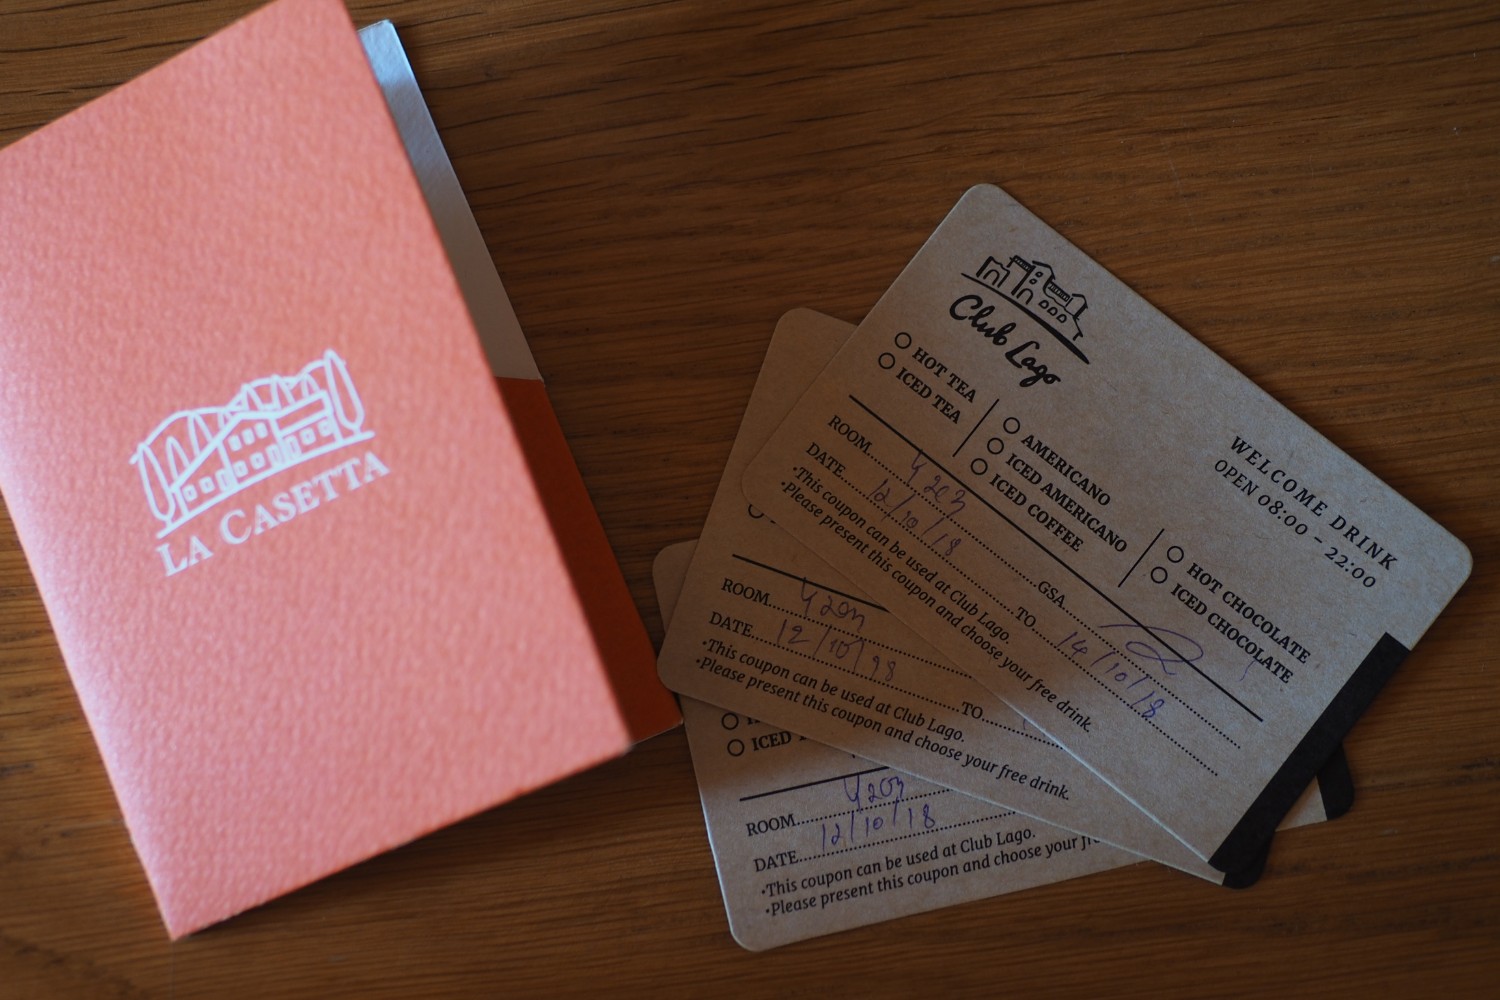 LA CASETTA
Club Lago
WELCOME DRINK
OPEN 08:00 - 22:00
HOT TEA
ICED TEA
AMERICANO
ICED AMERICANO
ICED COFFEE
HOT CHOCOLATE
ICED CHOCOLATE
ROOM GSA
DATE 12/10/18 TO 14/10/18
•This coupon can be used at Club Lago.
•Please present this coupon and choose your free drink.
ROOM
DATE 12/10/98 TO
•This coupon can be used at Club Lago.
•Please present this coupon and choose your free drink.
ICED
ROOM
DATE 12/10/18
•This coupon can be used at Club Lago.
•Please present this coupon and choose your